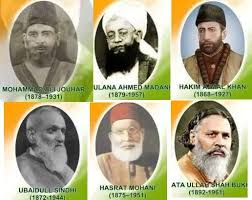 MOHAMMAD ALI JOUHAR
(1878–1931)
ULANA AHMED MADANI
(1879-1957)
HAKIM AJMAL KHAN
(1868–1927)
UBAIDULL SINDHI
(1872-1944)
HASRAT MOHANI
(1875–1951)
ATA ULLAH SHAH BUKI
(1892-1961)